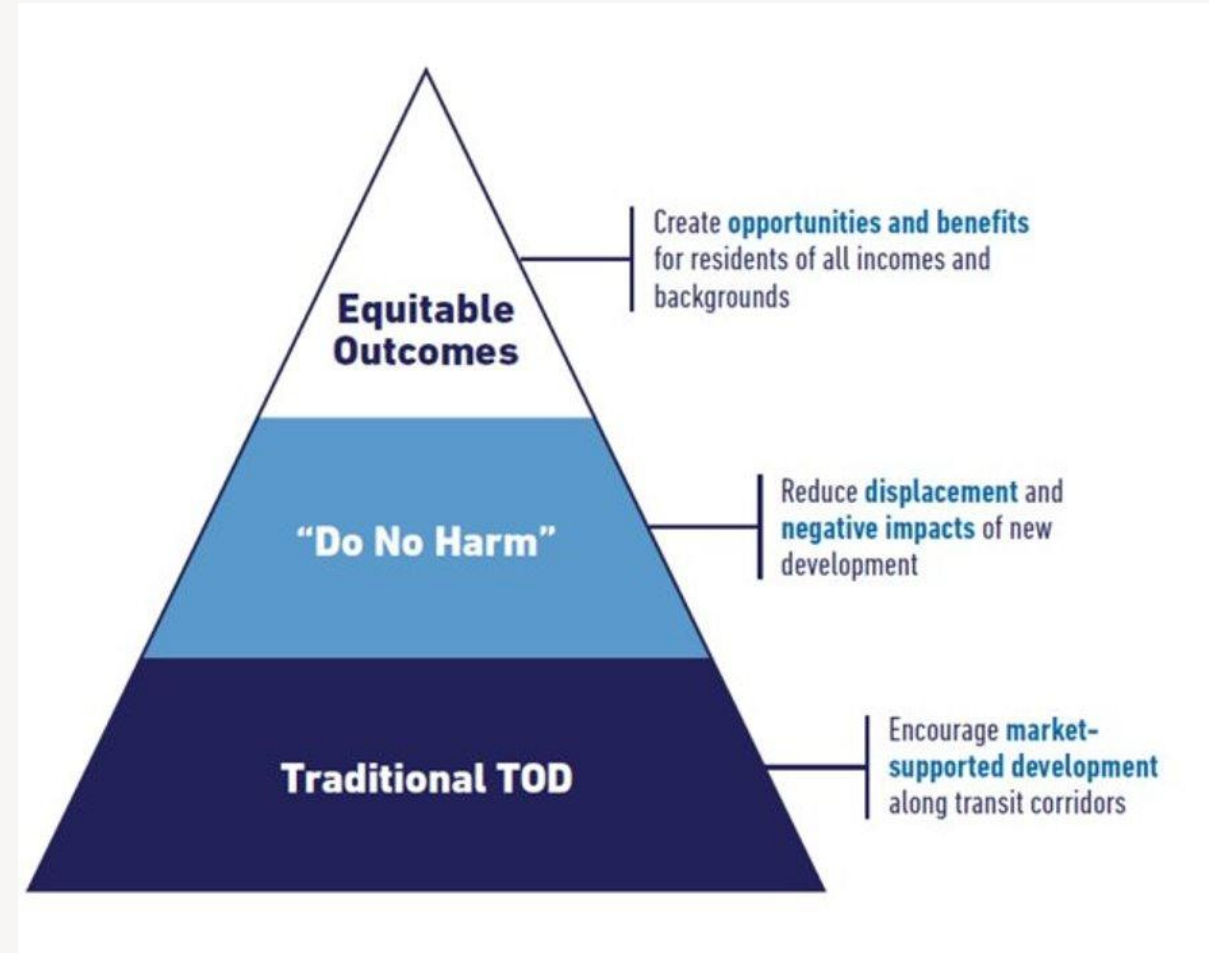 Create opportunities and benefits
for residents of all incomes and
backgrounds
Equitable
Outcomes
Reduce displacement and
negative impacts of new
development
“Do No Harm”
Encourage market-
supported development
along transit corridors
Traditional TOD